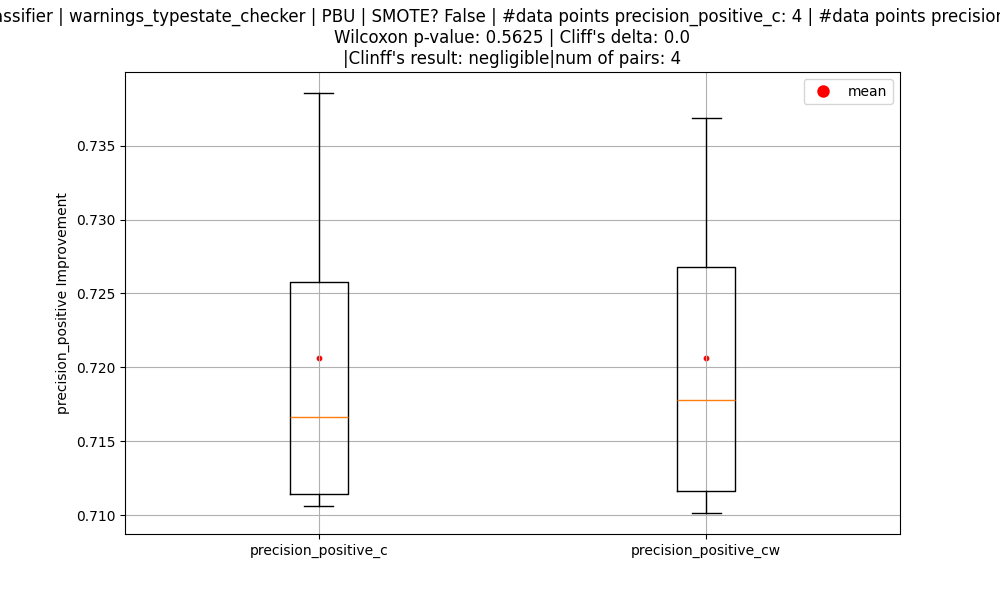 | warnings_typestate_checker | PBU | SMOTE? False | #data points precision_positive_c: 4 | #data points
Wilcoxon p-value: 0.5625 | Cliff's delta: 0.0
|Clinff's result: negligible|num of pairs: 4
mean
0.735
0.730
0.725
0.720
0.715
0.710
precision_positive Improvement
precision_positive_c
precision_positive_cw